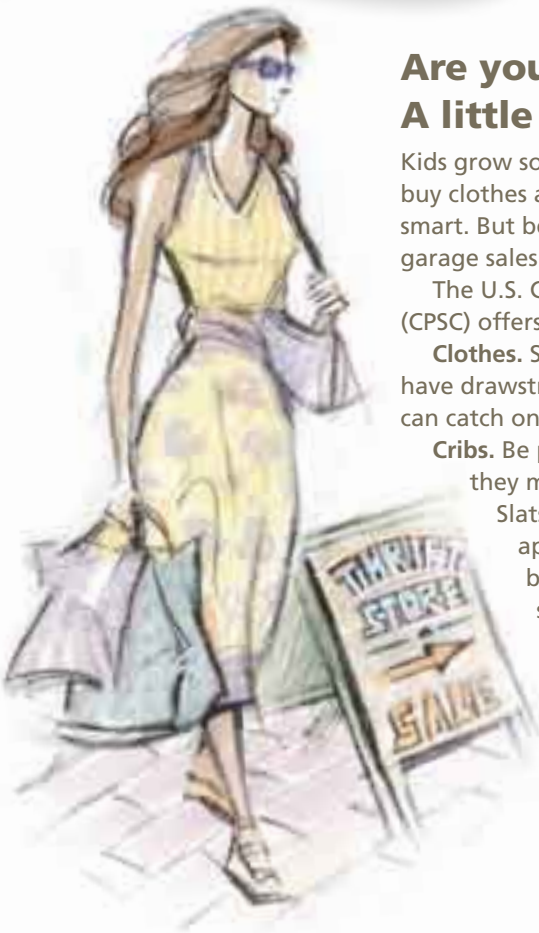 Are you
A little
Kids grow so
buy clothes a
smart. But be
garage sales
The U.S. C
(CPSC) offers
Clothes. S
have drawstr
can catch on
Cribs. Be p
they m
Slats
ap
b
s
THRIFT
STORE
SALE